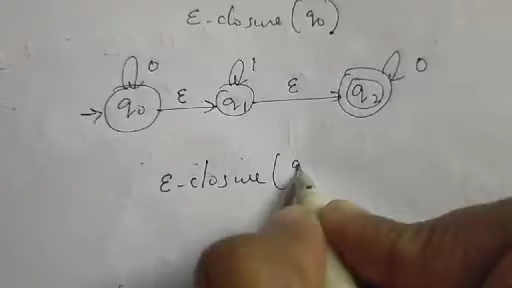 ε-closure(q0)
0 1 0
q0 ε q1 ε q2
ε-closure(q